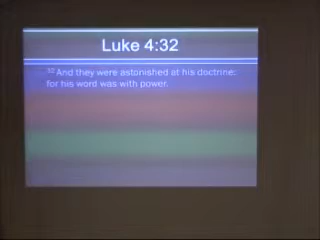 Luke 4:32
32 And they were astonished at his doctrine:
for his word was with power.